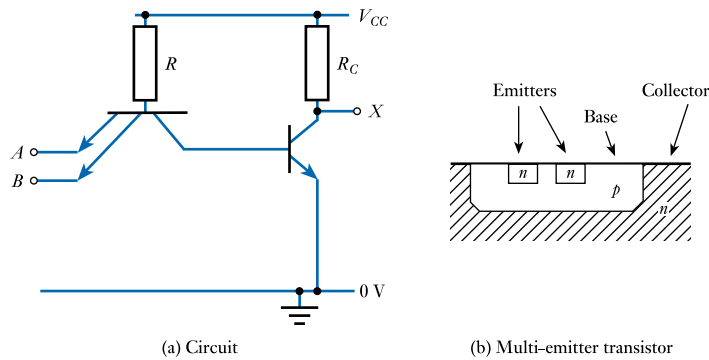 V_CC
R
R_C
X
A
B
0 V
(a) Circuit
Emitters
Collector
Base
n
n
p
n
(b) Multi–emitter transistor